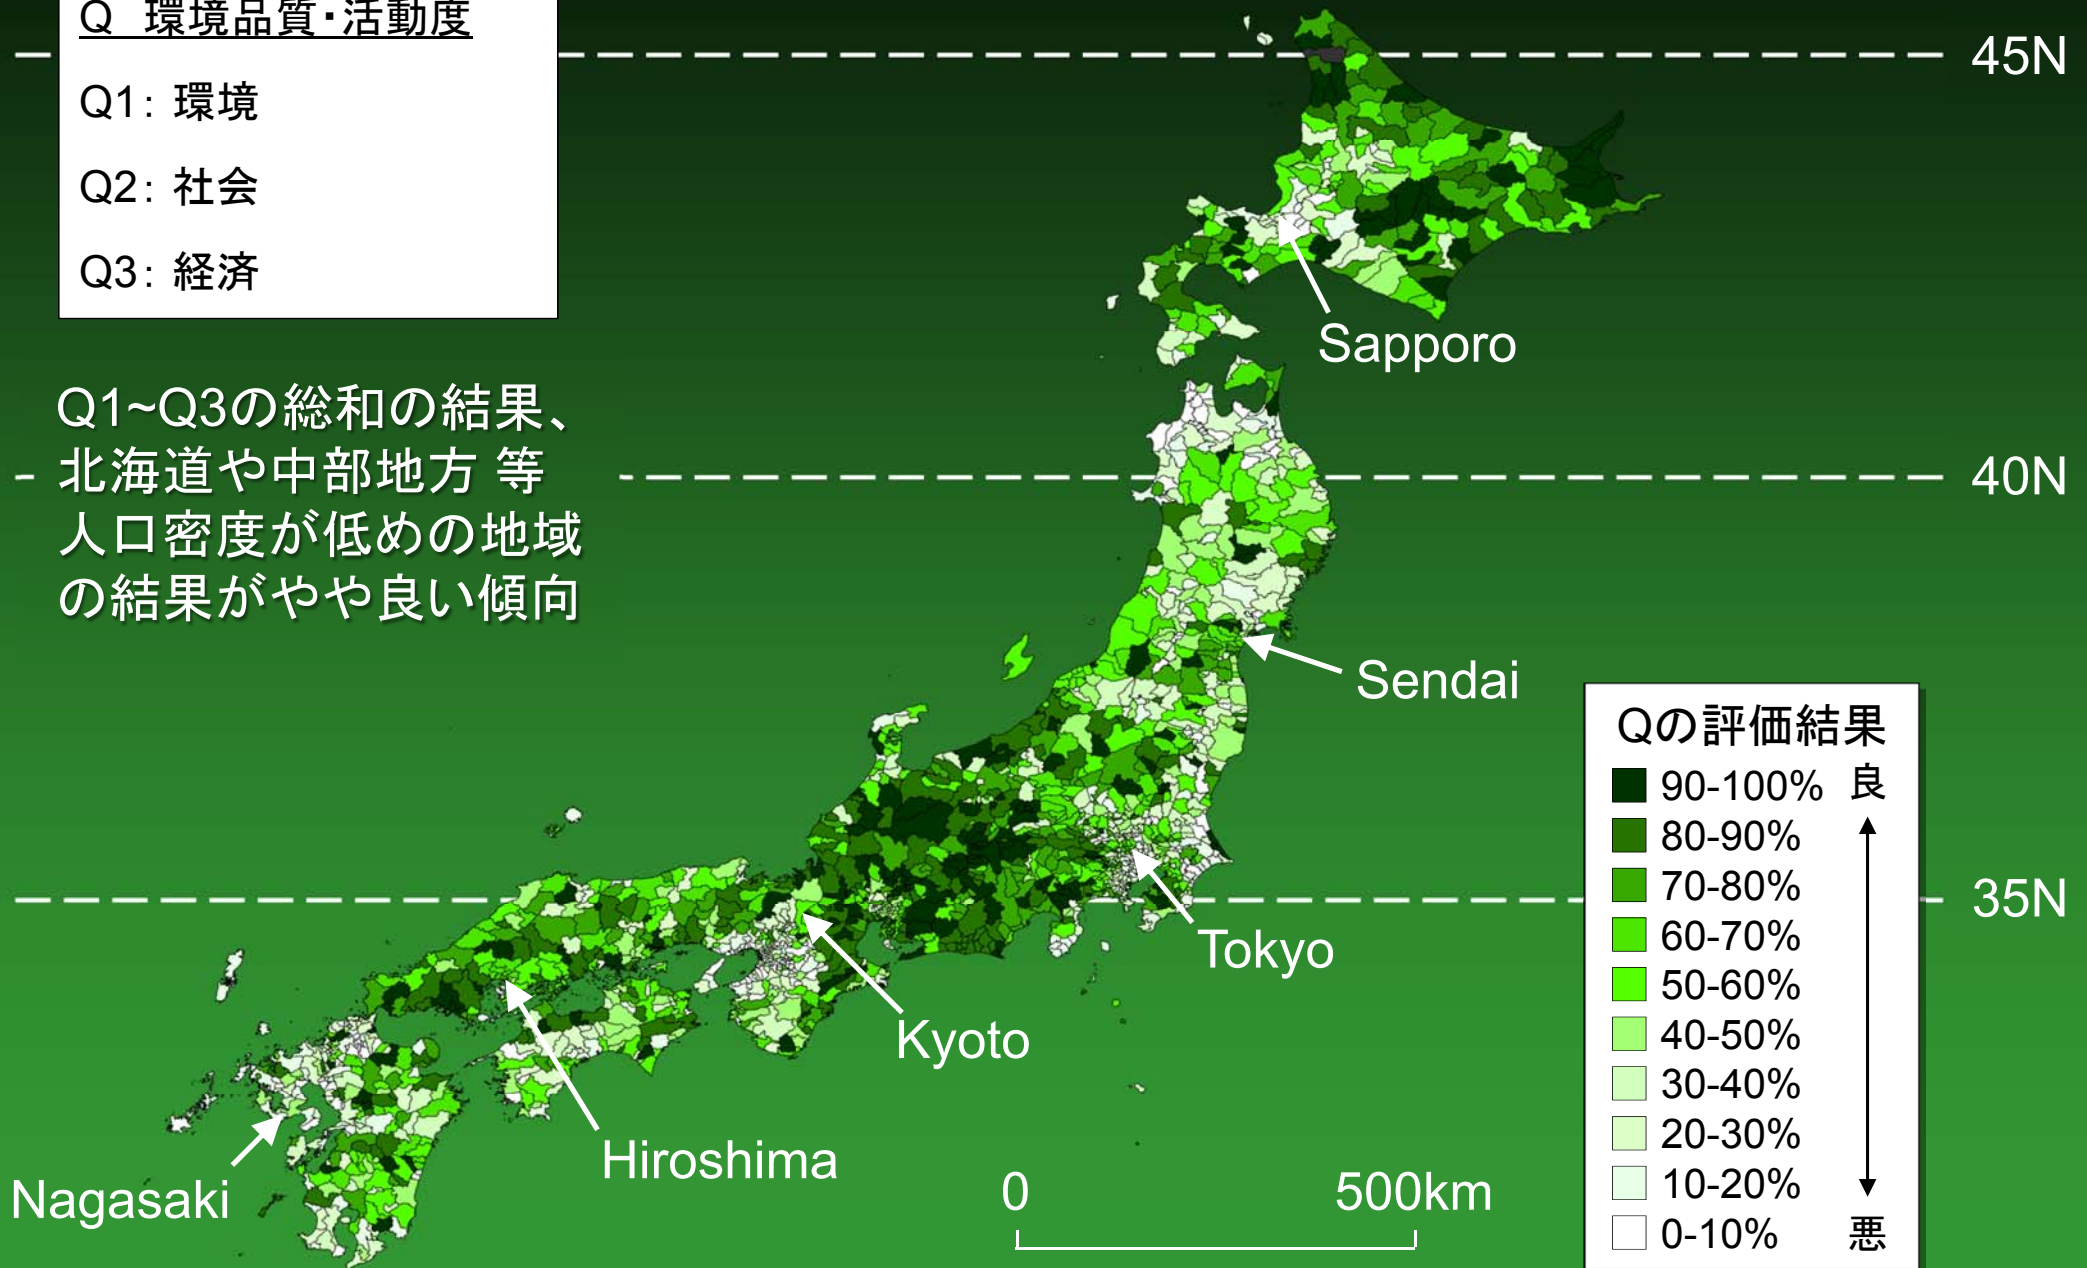 Q 環境品質・活動度
Q1: 環境
Q2: 社会
Q3: 経済
Q1~Q3の総和の結果、
北海道や中部地方 等
人口密度が低めの地域
の結果がやや良い傾向
45N
40N
35N
Sapporo
Sendai
Tokyo
Kyoto
Hiroshima
Nagasaki
0 500km
Qの評価結果
90-100% 良
80-90%
70-80%
60-70%
50-60%
40-50%
30-40%
20-30%
10-20%
0-10% 悪